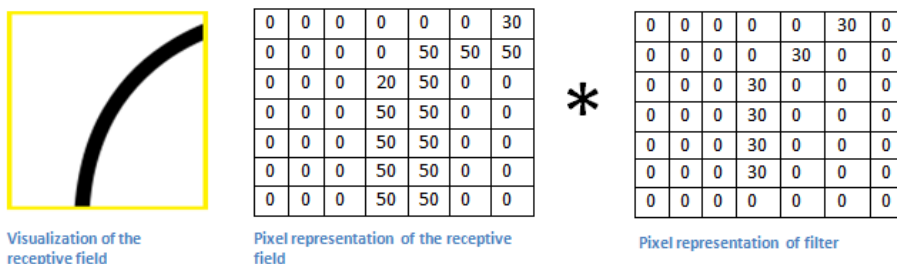 0 0 0 0 0 0 30
0 0 0 0 50 50 50
0 0 0 20 50 0 0
0 0 0 50 50 0 0
0 0 0 50 50 0 0
0 0 0 50 50 0 0
0 0 0 50 50 0 0
*
0 0 0 0 0 30 0
0 0 0 0 30 0 0
0 0 0 30 0 0 0
0 0 0 30 0 0 0
0 0 0 30 0 0 0
0 0 0 30 0 0 0
0 0 0 0 0 0 0
Visualization of the
receptive field
Pixel representation of the receptive
field
Pixel representation of filter